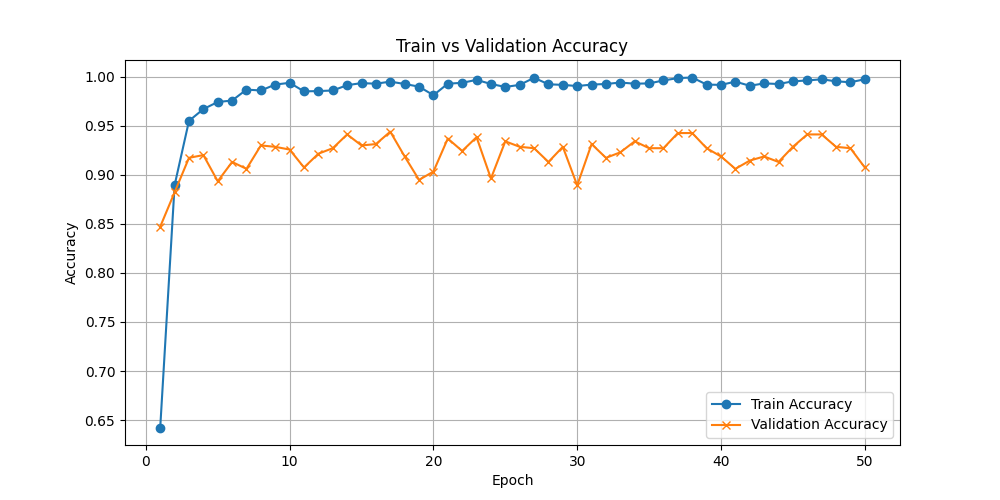 Train vs Validation Accuracy
1.00
0.95
0.90
0.85
0.80
0.75
0.70
0.65
Accuracy
Train Accuracy
Validation Accuracy
0 10 20 30 40 50
Epoch